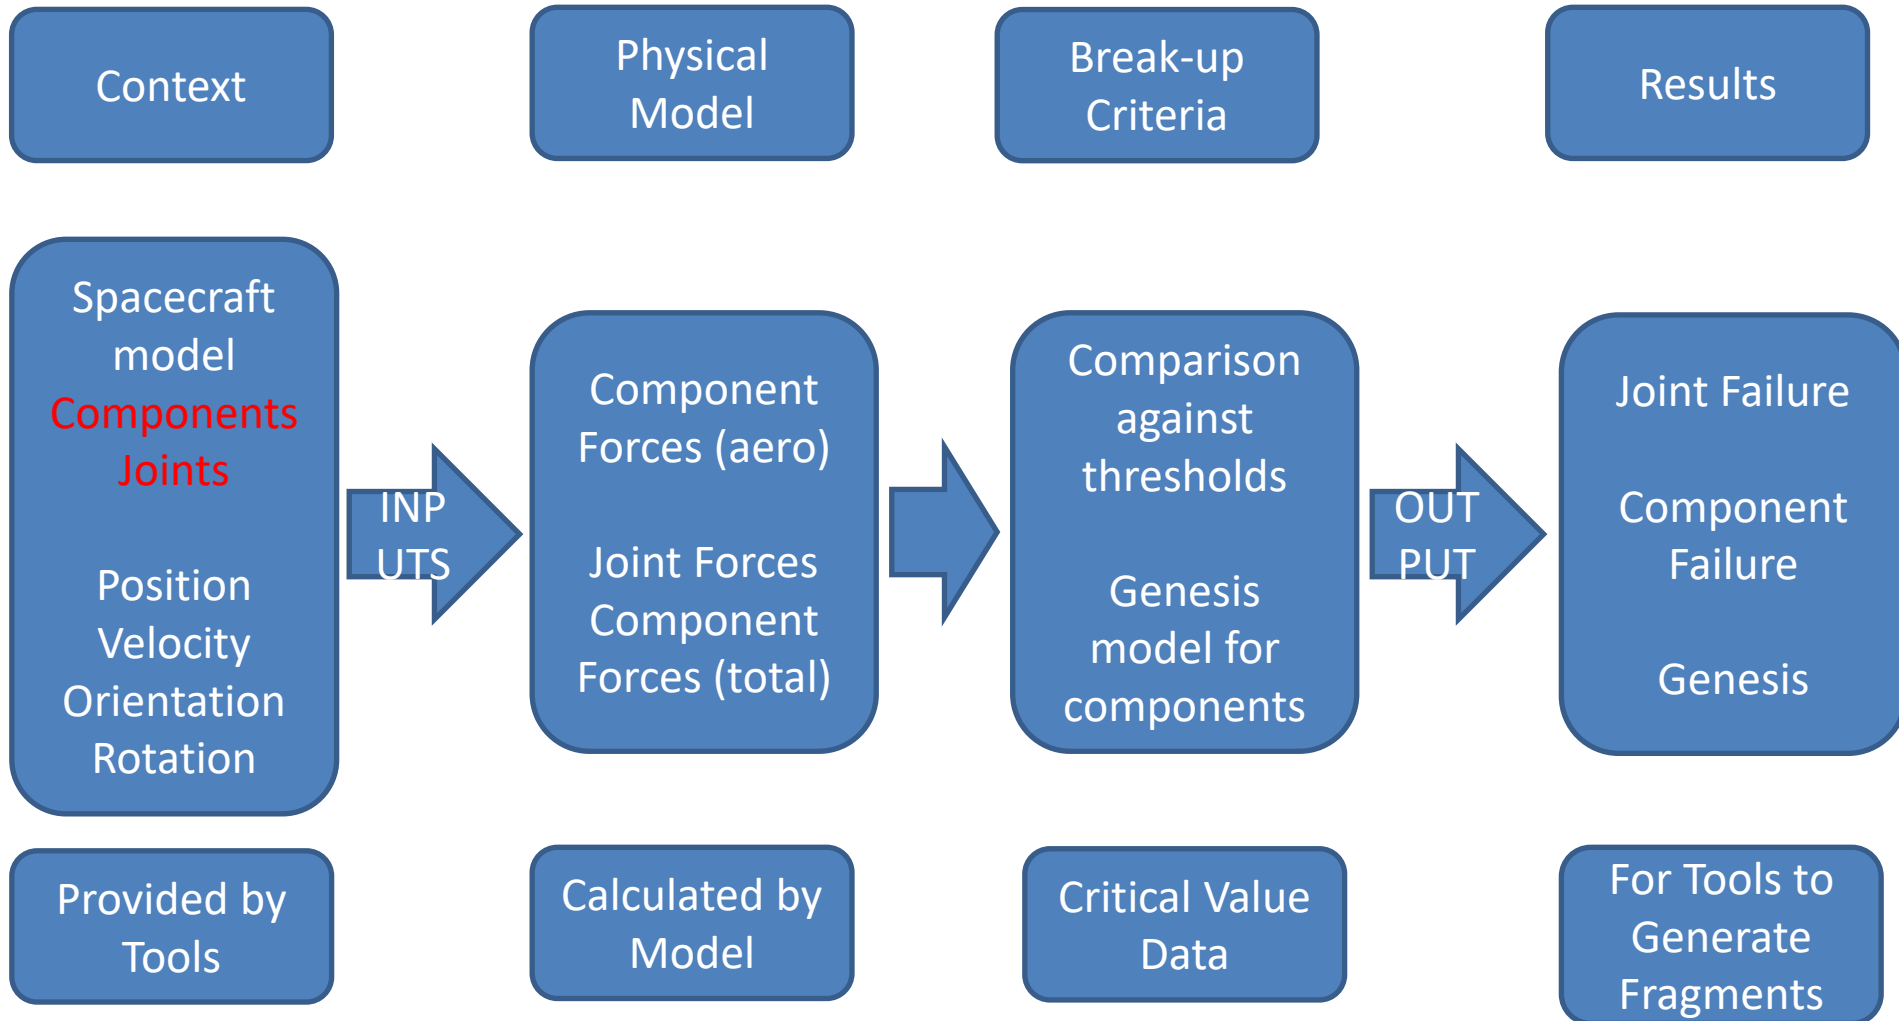 Context
Physical
Model
Break-up
Criteria
Results
Spacecraft
model
Components
Joints
Position
Velocity
Orientation
Rotation
INP
UTS
Component
Forces (aero)
Joint Forces
Component
Forces (total)
Comparison
against
thresholds
Genesis
model for
components
OUT
PUT
Joint Failure
Component
Failure
Genesis
Provided by
Tools
Calculated by
Model
Critical Value
Data
For Tools to
Generate
Fragments